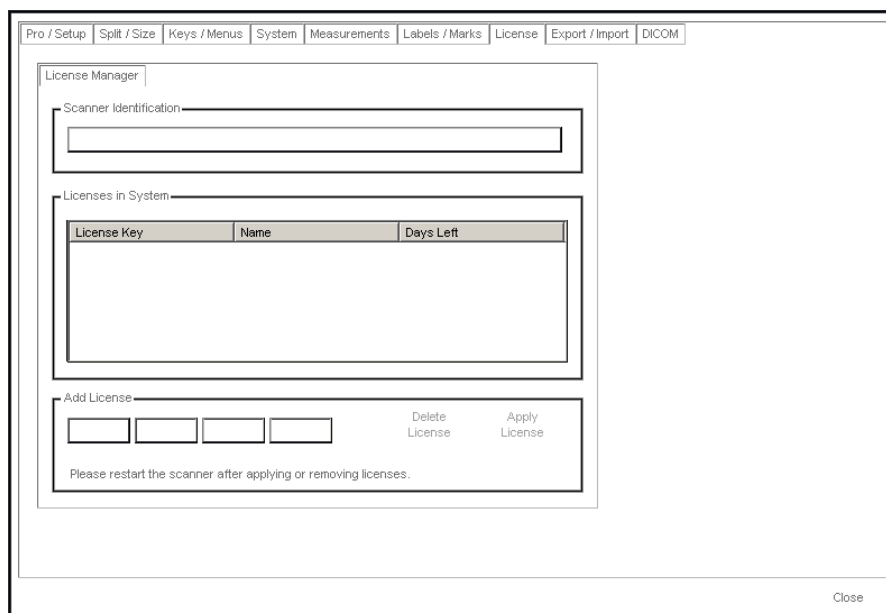 Pro / Setup Split / Size Keys / Menus System Measurements Labels / Marks License Export / Import DICOM
License Manager
Scanner Identification
Licenses in System
License Key Name Days Left
Add License
Delete License
Apply License
Please restart the scanner after applying or removing licenses.
Close